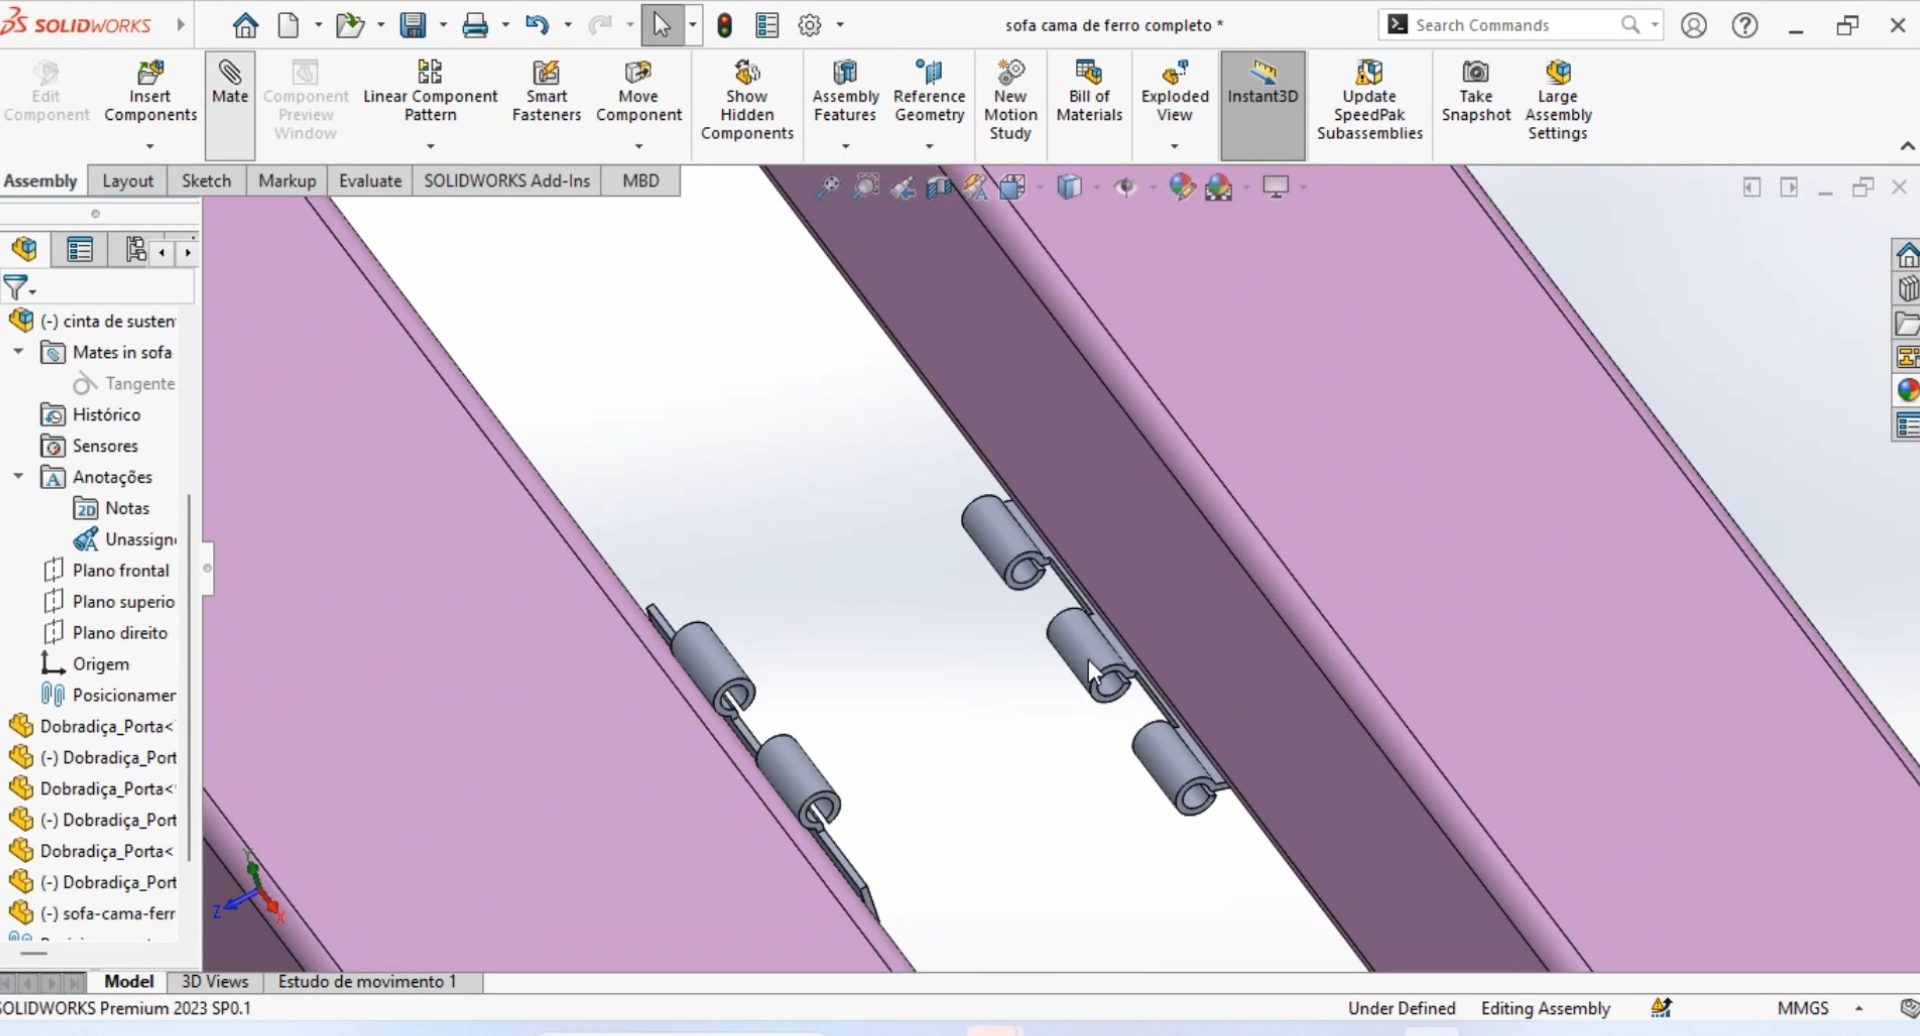 SOLIDWORKS
sofa cama de ferro completo *
Search Commands
Edit Component
Insert Components
Mate
Component Preview Window
Linear Component Pattern
Smart Fasteners
Move Component
Show Hidden Components
Assembly Features
Reference Geometry
New Motion Study
Bill of Materials
Exploded View
Instant3D
Update SpeedPak Subassemblies
Take Snapshot
Large Assembly Settings
Assembly Layout Sketch Markup Evaluate SOLIDWORKS Add-Ins MBD
(-) cinta de susten
Mates in sofa
Tangente
Histórico
Sensores
Anotações
Notas
Unassign
Plano frontal
Plano superio
Plano direito
Origem
Posicionamer
Dobradiça_Porta<
(-) Dobradiça_Port
Dobradiça_Porta<
(-) Dobradiça_Port
Dobradiça_Porta<
(-) Dobradiça_Port
(-) sofa-cama-ferr
Y
Z
X
Model 3D Views Estudo de movimento 1
SOLIDWORKS Premium 2023 SP0.1
Under Defined Editing Assembly MMGS